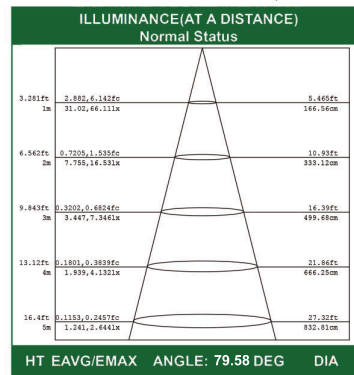 ILLUMINANCE(AT A DISTANCE)
Normal Status
3.281ft 2.882,6.142fc 5.465ft
1m 31.02,66.11lx 166.56cm
6.562ft 0.7205,1.535fc 10.93ft
2m 7.755,16.53lx 333.12cm
9.843ft 0.3202,0.6824fc 16.39ft
3m 3.447,7.346lx 499.68cm
13.12ft 0.1801,0.3839fc 21.86ft
4m 1.939,4.132lx 666.25cm
16.4ft 0.1153,0.2457fc 27.32ft
5m 1.241,2.644lx 832.81cm
HT EAVG/EMAX ANGLE: 79.58 DEG DIA